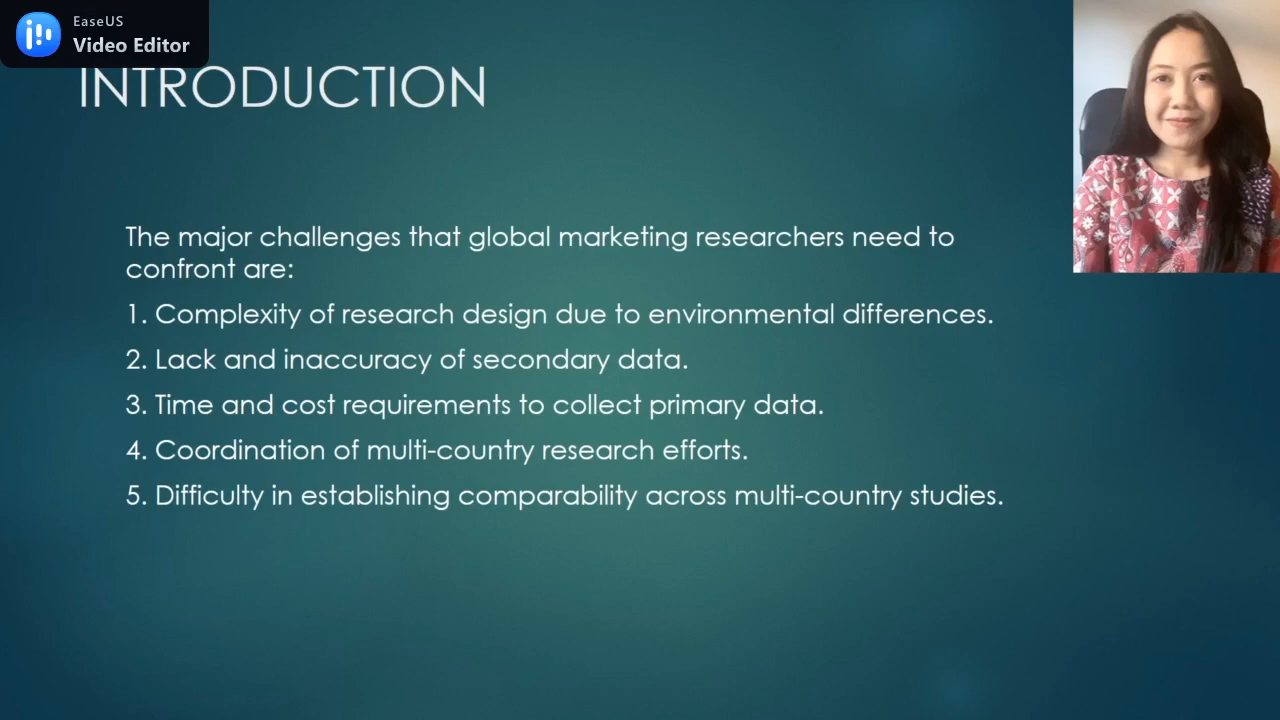 EaseUS
Video Editor
INTRODUCTION
The major challenges that global marketing researchers need to
confront are:
1. Complexity of research design due to environmental differences.
2. Lack and inaccuracy of secondary data.
3. Time and cost requirements to collect primary data.
4. Coordination of multi-country research efforts.
5. Difficulty in establishing comparability across multi-country studies.